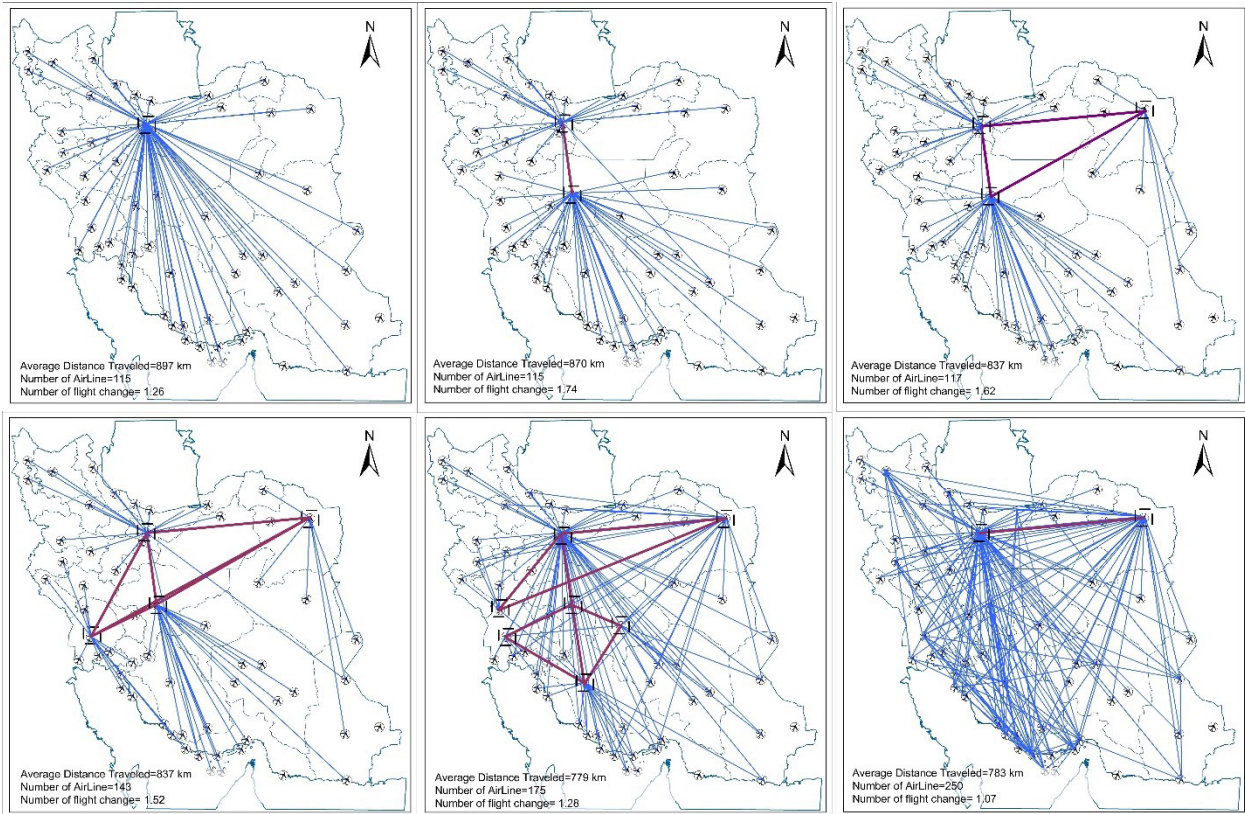 N
Average Distance Traveled=897 km
Number of AirLine=115
Number of flight change= 1.26
N
Average Distance Traveled=870 km
Number of AirLine=115
Number of flight change= 1.74
N
Average Distance Traveled=837 km
Number of AirLine=117
Number of flight change= 1.62
N
Average Distance Traveled=837 km
Number of AirLine=143
Number of flight change= 1.52
N
Average Distance Traveled=779 km
Number of AirLine=175
Number of flight change= 1.28
N
Average Distance Traveled=783 km
Number of AirLine=250
Number of flight change= 1.07